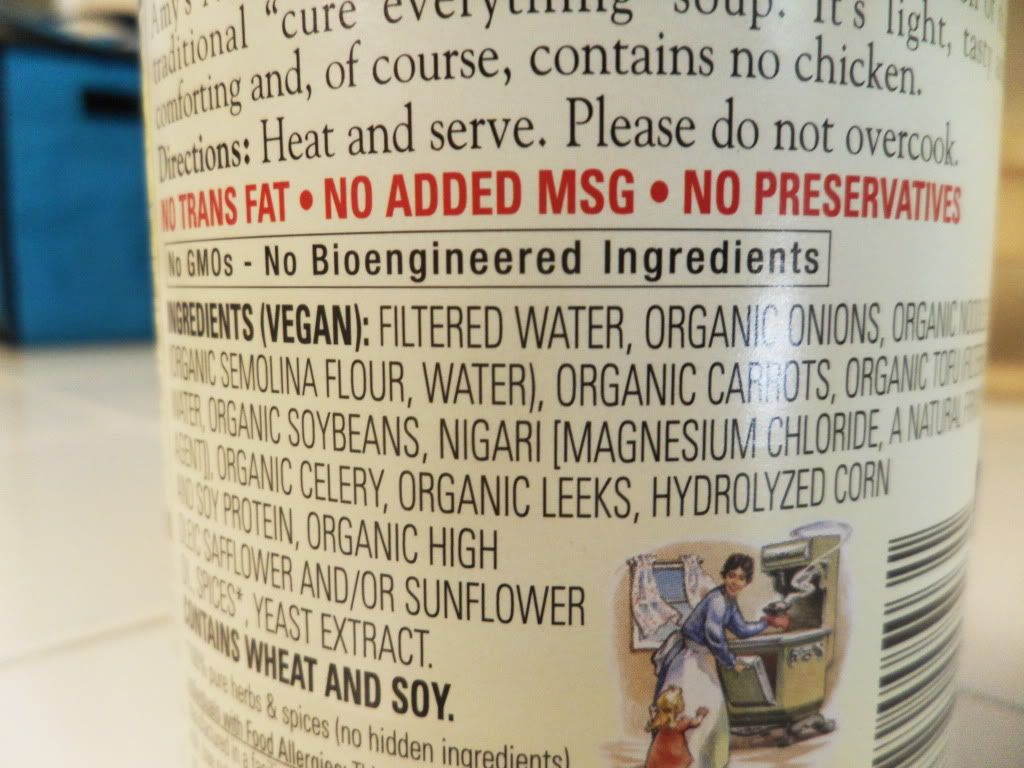 Amy's
traditional "cure everything" soup. It's light, tasty
comforting and, of course, contains no chicken.
Directions: Heat and serve. Please do not overcook.
NO TRANS FAT • NO ADDED MSG • NO PRESERVATIVES
No GMOs - No Bioengineered Ingredients
INGREDIENTS (VEGAN): FILTERED WATER, ORGANIC ONIONS, ORGANIC
ORGANIC SEMOLINA FLOUR, WATER), ORGANIC CARROTS, ORGANIC TOFU
WATER, ORGANIC SOYBEANS, NIGARI [MAGNESIUM CHLORIDE, A NATURAL
AGENT]), ORGANIC CELERY, ORGANIC LEEKS, HYDROLYZED CORN
AND SOY PROTEIN, ORGANIC HIGH
OLEIC SAFFLOWER AND/OR SUNFLOWER
OIL, SPICES*, YEAST EXTRACT.
CONTAINS WHEAT AND SOY.
pure herbs & spices (no hidden ingredients)
with Food Allergies: